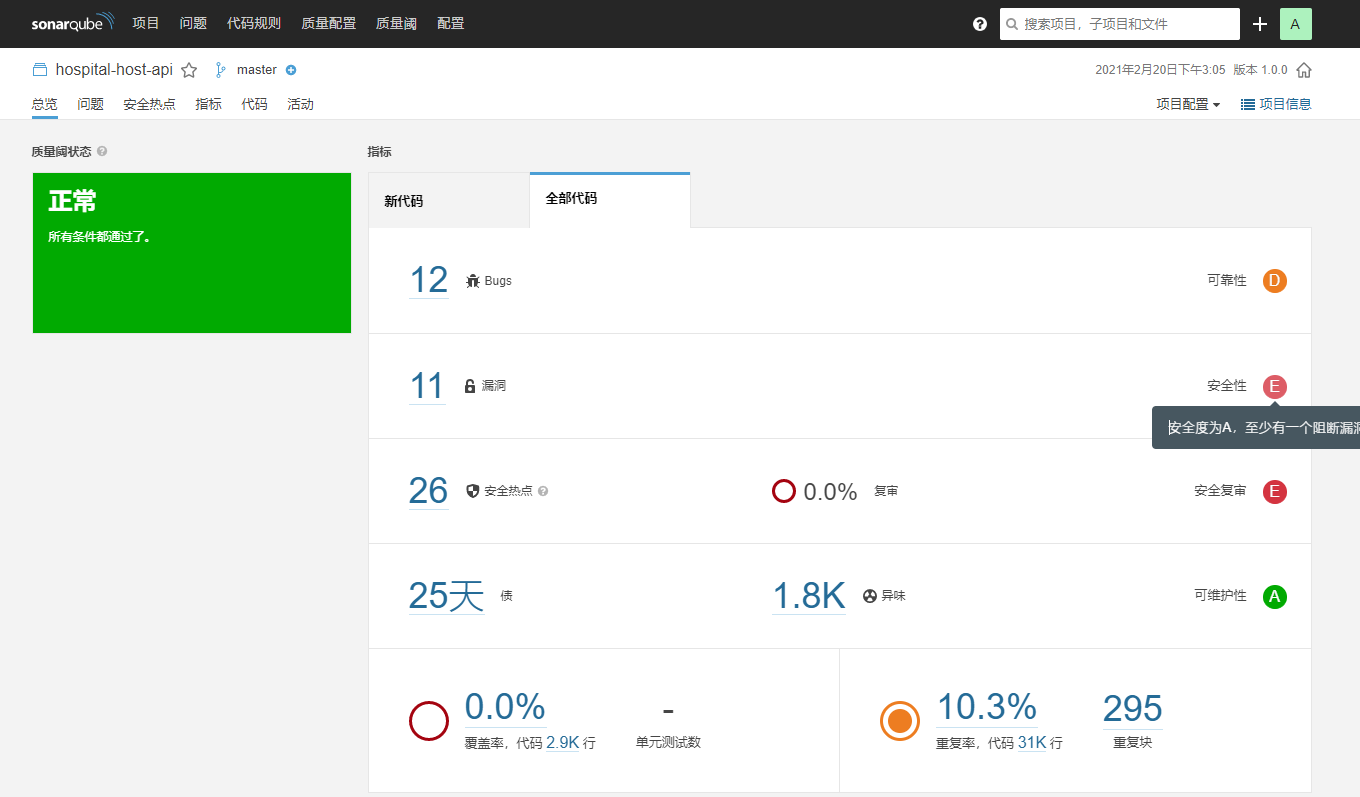 sonarqube 项目 问题 代码规则 质量配置 质量阈 配置 ? 搜索项目，子项目和文件 A
hospital-host-api master 2021年2月20日下午3:05 版本 1.0.0
总览 问题 安全热点 指标 代码 活动 项目配置 项目信息
质量阈状态 ? 指标
正常
所有条件都通过了。
新代码 全部代码
12 Bugs 可靠性 D
11 漏洞 安全性 E
安全度为A，至少有一个阻断漏洞
26 安全热点 ? 0.0% 复审 安全复审 E
25天 债 1.8K 异味 可维护性 A
0.0% - 10.3% 295
覆盖率，代码 2.9K 行 单元测试数 重复率，代码 31K 行 重复块